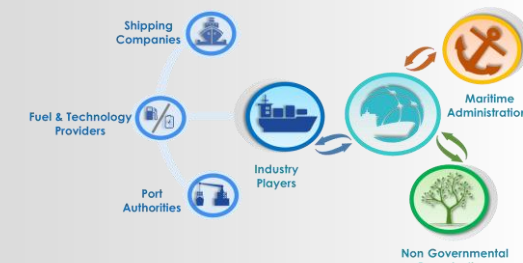 Shipping
Companies
Fuel & Technology
Providers
Port
Authorities
Industry
Players
Maritime
Administration
Non Governmental